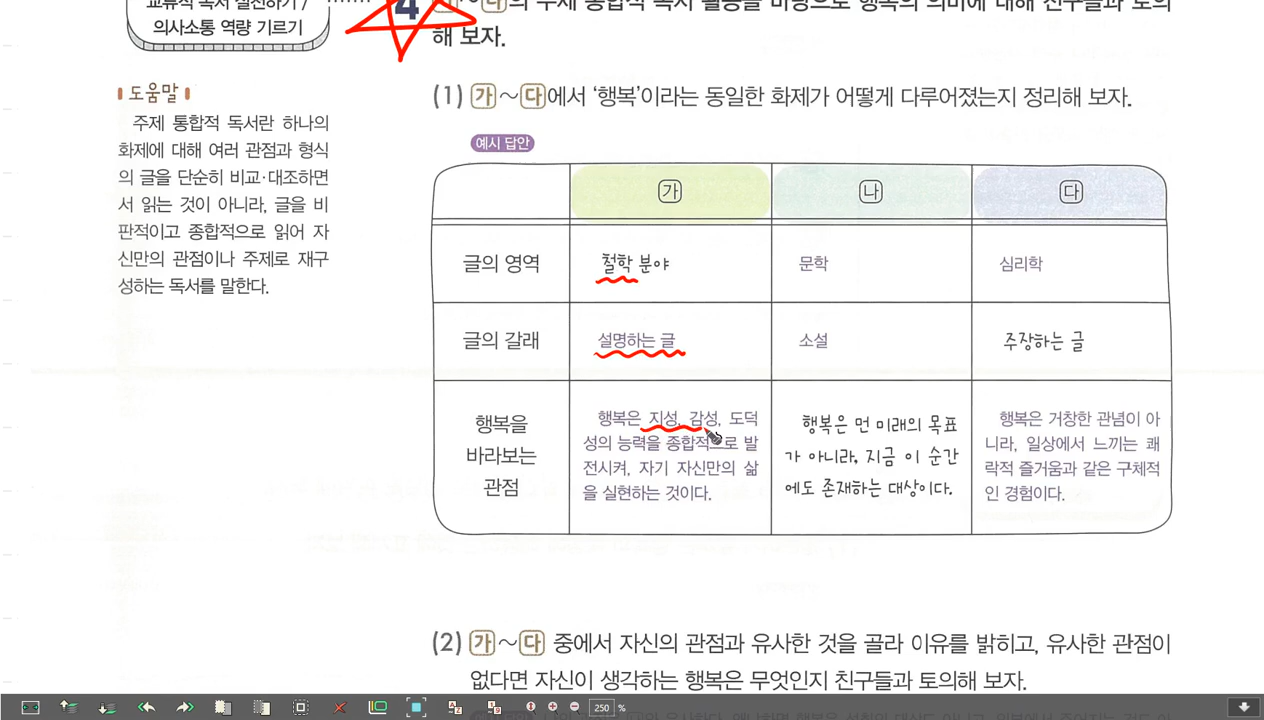 교류적 독서 실천하기 /
의사소통 역량 기르기
4
가~다의 주제 통합적 독서 활동을 바탕으로 행복의 의미에 대해 친구들과 토의
해 보자.
도움말
주제 통합적 독서란 하나의
화제에 대해 여러 관점과 형식
의 글을 단순히 비교·대조하면
서 읽는 것이 아니라, 글을 비
판적이고 종합적으로 읽어 자
신만의 관점이나 주제로 재구
성하는 독서를 말한다.
(1) 가~다에서 ‘행복’이라는 동일한 화제가 어떻게 다루어졌는지 정리해 보자.
예시 답안
가 나 다
글의 영역 철학 분야 문학 심리학
글의 갈래 설명하는 글 소설 주장하는 글
행복을
바라보는
관점
행복은 지성, 감성, 도덕
성의 능력을 종합적으로 발
전시켜, 자기 자신만의 삶
을 실현하는 것이다.
행복은 먼 미래의 목표
가 아니라, 지금 이 순간
에도 존재하는 대상이다.
행복은 거창한 관념이 아
니라, 일상에서 느끼는 쾌
락적 즐거움과 같은 구체적
인 경험이다.
(2) 가~다 중에서 자신의 관점과 유사한 것을 골라 이유를 밝히고, 유사한 관점이
없다면 자신이 생각하는 행복은 무엇인지 친구들과 토의해 보자.
250 %